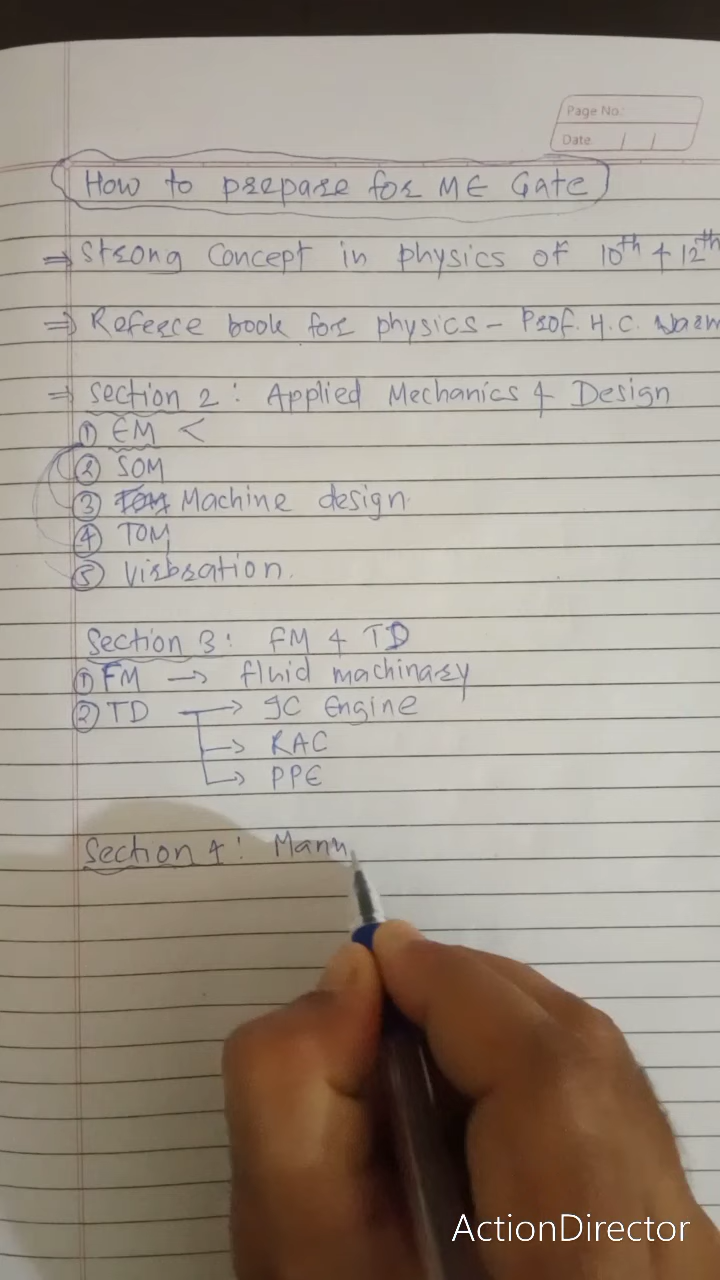 Page No:
Date / /
How to prepare for ME Gate
⇒ Strong Concept in physics of 10th & 12th
⇒ Referce book for physics - Prof. H.C.
⇒ Section 2 : Applied Mechanics & Design
① EM <
② SOM
③ TOM Machine design.
④ TOM
⑤ Virbration.
Section 3 : FM & TD
① FM → fluid machinary
② TD → IC Engine
→ RAC
→ PPE
Section 4 : Manu
ActionDirector